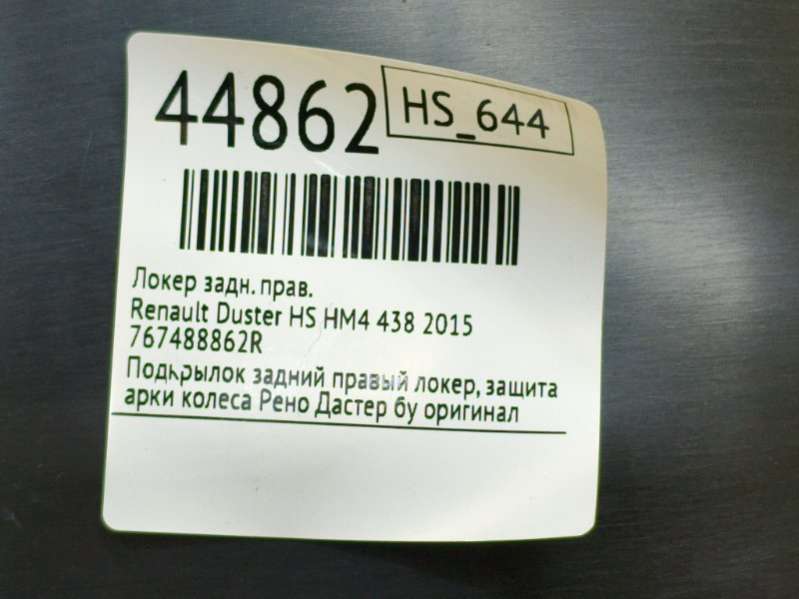 44862 HS_644
Локер задн. прав.
Renault Duster HS HM4 438 2015
767488862R
Подкрылок задний правый локер, защита
арки колеса Рено Дастер бу оригинал